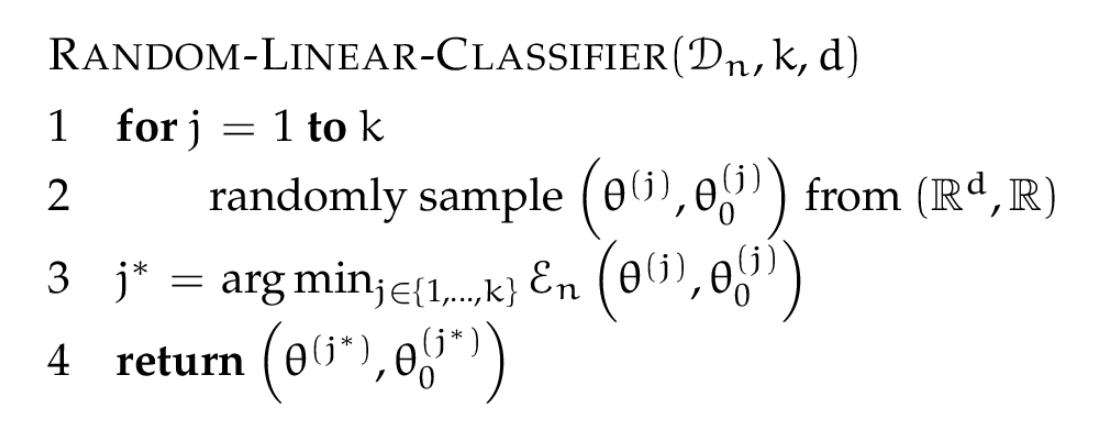 RANDOM-LINEAR-CLASSIFIER(𝒟ₙ, k, d)
1 for j = 1 to k
2 randomly sample (θ⁽ʲ⁾, θ₀⁽ʲ⁾) from (ℝᵈ, ℝ)
3 j* = arg min_{j∈{1,...,k}} ℰₙ (θ⁽ʲ⁾, θ₀⁽ʲ⁾)
4 return (θ⁽ʲ*⁾, θ₀⁽ʲ*⁾)